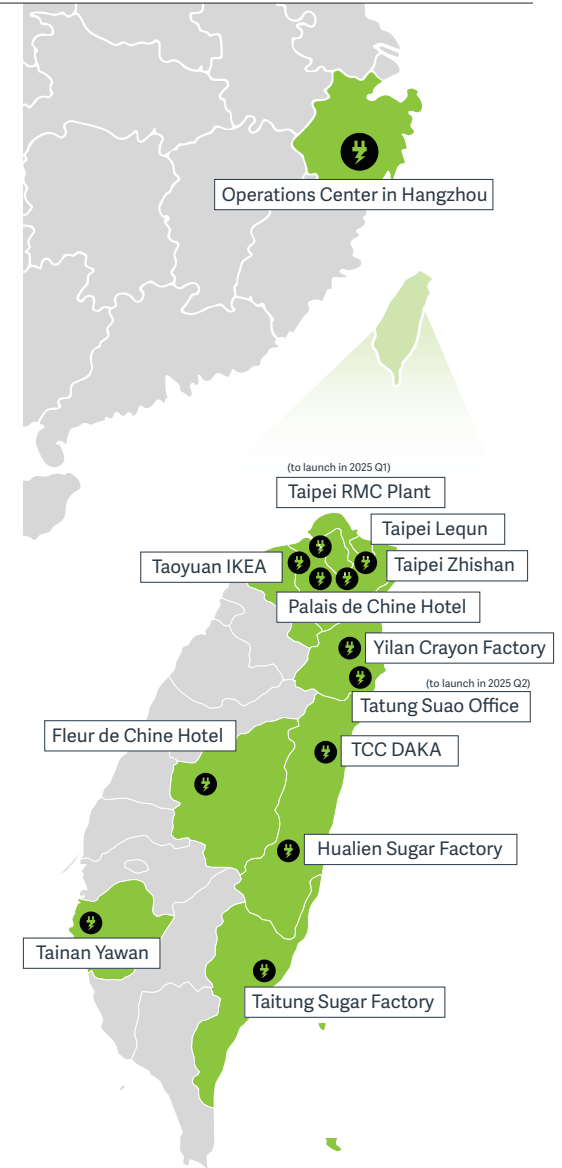 Operations Center in Hangzhou
(to launch in 2025 Q1)
Taipei RMC Plant
Taipei Lequn
Taoyuan IKEA
Taipei Zhishan
Palais de Chine Hotel
Yilan Crayon Factory
(to launch in 2025 Q2)
Tatung Suao Office
Fleur de Chine Hotel
TCC DAKA
Hualien Sugar Factory
Tainan Yawan
Taitung Sugar Factory